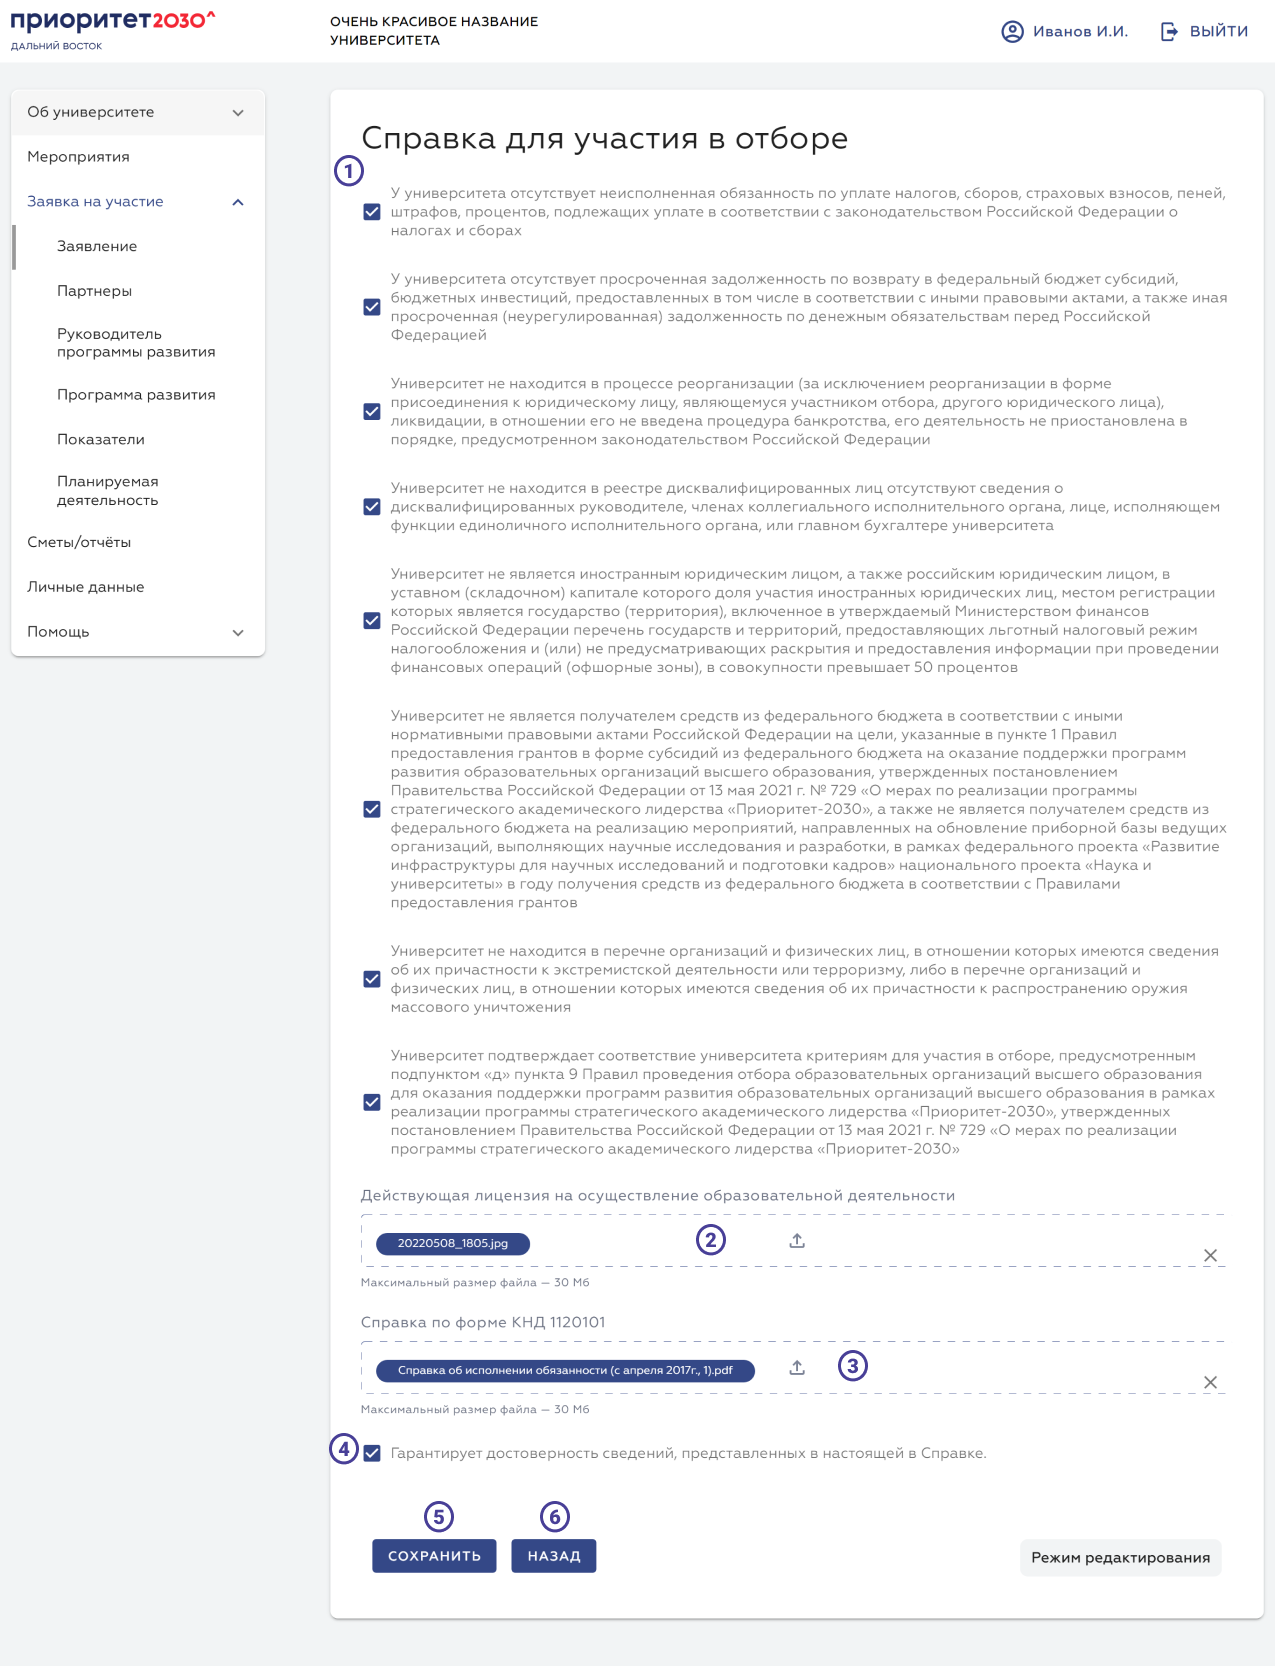 приоритет2030^
ДАЛЬНИЙ ВОСТОК
ОЧЕНЬ КРАСИВОЕ НАЗВАНИЕ
УНИВЕРСИТЕТА
Иванов И.И.
ВЫЙТИ
Об университете
Мероприятия
Заявка на участие
Заявление
Партнеры
Руководитель
программы развития
Программа развития
Показатели
Планируемая
деятельность
Сметы/отчёты
Личные данные
Помощь
Справка для участия в отборе
1
У университета отсутствует неисполненная обязанность по уплате налогов, сборов, страховых взносов, пеней,
штрафов, процентов, подлежащих уплате в соответствии с законодательством Российской Федерации о
налогах и сборах
У университета отсутствует просроченная задолженность по возврату в федеральный бюджет субсидий,
бюджетных инвестиций, предоставленных в том числе в соответствии с иными правовыми актами, а также иная
просроченная (неурегулированная) задолженность по денежным обязательствам перед Российской
Федерацией
Университет не находится в процессе реорганизации (за исключением реорганизации в форме
присоединения к юридическому лицу, являющемуся участником отбора, другого юридического лица),
ликвидации, в отношении его не введена процедура банкротства, его деятельность не приостановлена в
порядке, предусмотренном законодательством Российской Федерации
Университет не находится в реестре дисквалифицированных лиц отсутствуют сведения о
дисквалифицированных руководителе, членах коллегиального исполнительного органа, лице, исполняющем
функции единоличного исполнительного органа, или главном бухгалтере университета
Университет не является иностранным юридическим лицом, а также российским юридическим лицом, в
уставном (складочном) капитале которого доля участия иностранных юридических лиц, местом регистрации
которых является государство (территория), включенное в утверждаемый Министерством финансов
Российской Федерации перечень государств и территорий, предоставляющих льготный налоговый режим
налогообложения и (или) не предусматривающих раскрытия и предоставления информации при проведении
финансовых операций (офшорные зоны), в совокупности превышает 50 процентов
Университет не является получателем средств из федерального бюджета в соответствии с иными
нормативными правовыми актами Российской Федерации на цели, указанные в пункте 1 Правил
предоставления грантов в форме субсидий из федерального бюджета на оказание поддержки программ
развития образовательных организаций высшего образования, утвержденных постановлением
Правительства Российской Федерации от 13 мая 2021 г. № 729 «О мерах по реализации программы
стратегического академического лидерства «Приоритет-2030», а также не является получателем средств из
федерального бюджета на реализацию мероприятий, направленных на обновление приборной базы ведущих
организаций, выполняющих научные исследования и разработки, в рамках федерального проекта «Развитие
инфраструктуры для научных исследований и подготовки кадров» национального проекта «Наука и
университеты» в году получения средств из федерального бюджета в соответствии с Правилами
предоставления грантов
Университет не находится в перечне организаций и физических лиц, в отношении которых имеются сведения
об их причастности к экстремистской деятельности или терроризму, либо в перечне организаций и
физических лиц, в отношении которых имеются сведения об их причастности к распространению оружия
массового уничтожения
Университет подтверждает соответствие университета критериям для участия в отборе, предусмотренным
подпунктом «д» пункта 9 Правил проведения отбора образовательных организаций высшего образования
для оказания поддержки программ развития образовательных организаций высшего образования в рамках
реализации программы стратегического академического лидерства «Приоритет-2030», утвержденных
постановлением Правительства Российской Федерации от 13 мая 2021 г. № 729 «О мерах по реализации
программы стратегического академического лидерства «Приоритет-2030»
Действующая лицензия на осуществление образовательной деятельности
20220508_1805.jpg
2
Максимальный размер файла — 30 Мб
Справка по форме КНД 1120101
Справка об исполнении обязанности (с апреля 2017г., 1).pdf
3
Максимальный размер файла — 30 Мб
4
Гарантирует достоверность сведений, представленных в настоящей в Справке.
5
6
СОХРАНИТЬ
НАЗАД
Режим редактирования